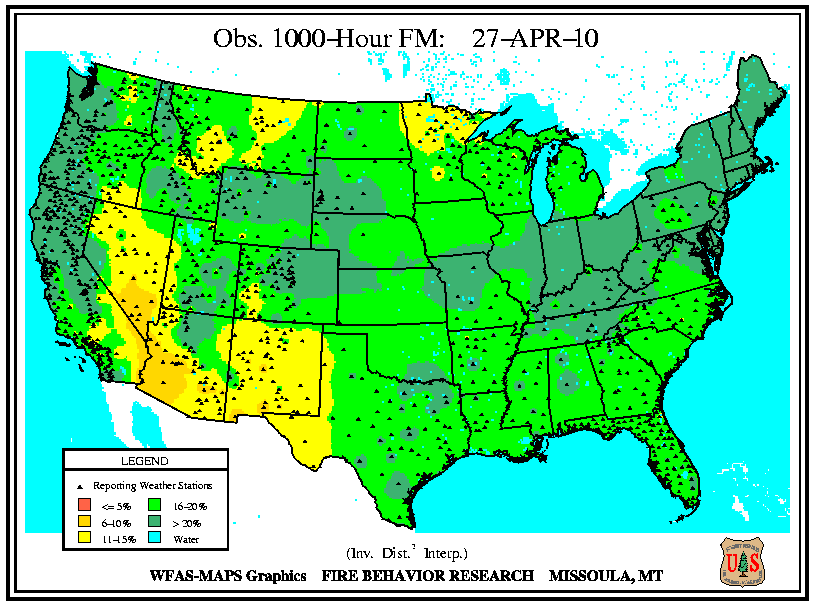 Obs. 1000-Hour FM: 27-APR-10
LEGEND
Reporting Weather Stations
<= 5% 16-20%
6-10% > 20%
11-15% Water
(Inv. Dist.² Interp.)
WFAS-MAPS Graphics FIRE BEHAVIOR RESEARCH MISSOULA, MT
U S